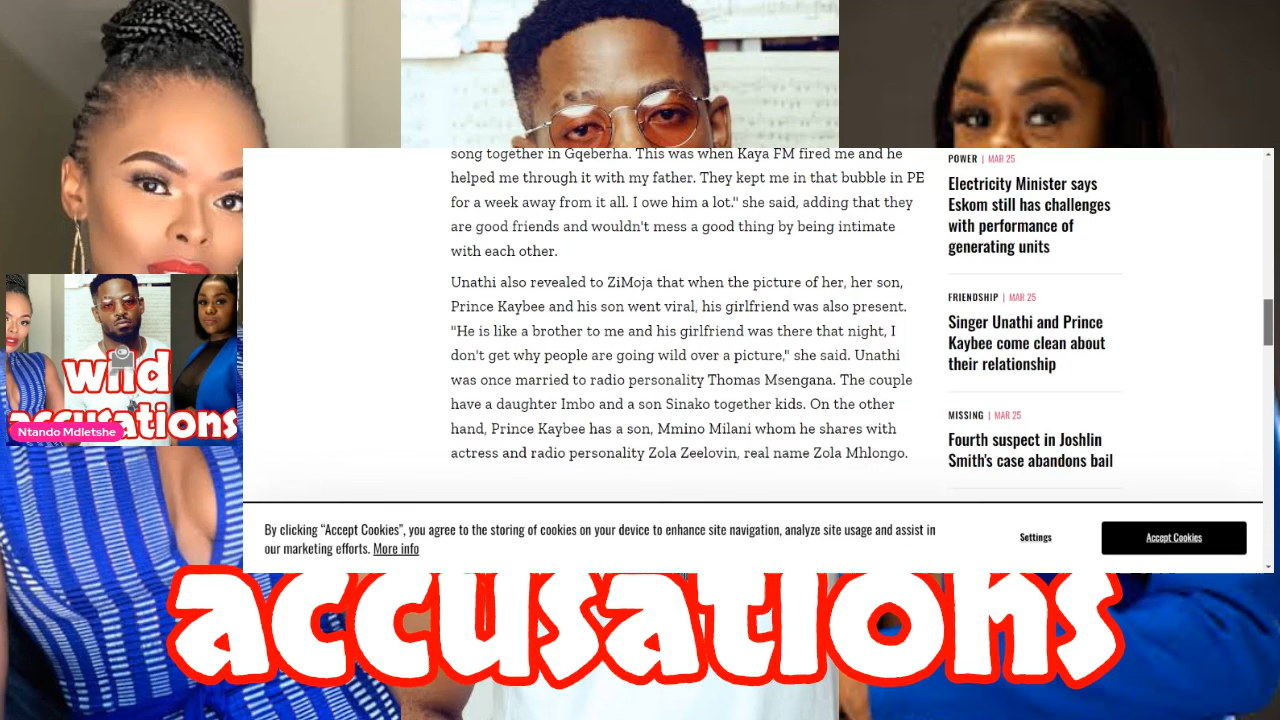 song together in Gqeberha. This was when Kaya FM fired me and he
helped me through it with my father. They kept me in that bubble in PE
for a week away from it all. I owe him a lot." she said, adding that they
are good friends and wouldn't mess a good thing by being intimate
with each other.
Unathi also revealed to ZiMoja that when the picture of her, her son,
Prince Kaybee and his son went viral, his girlfriend was also present.
"He is like a brother to me and his girlfriend was there that night, I
don't get why people are going wild over a picture," she said. Unathi
was once married to radio personality Thomas Msengana. The couple
have a daughter Imbo and a son Sinako together kids. On the other
hand, Prince Kaybee has a son, Mmino Milani whom he shares with
actress and radio personality Zola Zeelovin, real name Zola Mhlongo.
POWER | MAR 25
Electricity Minister says
Eskom still has challenges
with performance of
generating units
FRIENDSHIP | MAR 25
Singer Unathi and Prince
Kaybee come clean about
their relationship
MISSING | MAR 25
Fourth suspect in Joshlin
Smith's case abandons bail
wild
accusations
Ntando Mdletshe
By clicking “Accept Cookies”, you agree to the storing of cookies on your device to enhance site navigation, analyze site usage and assist in
our marketing efforts. More info
Settings
Accept Cookies
accusations